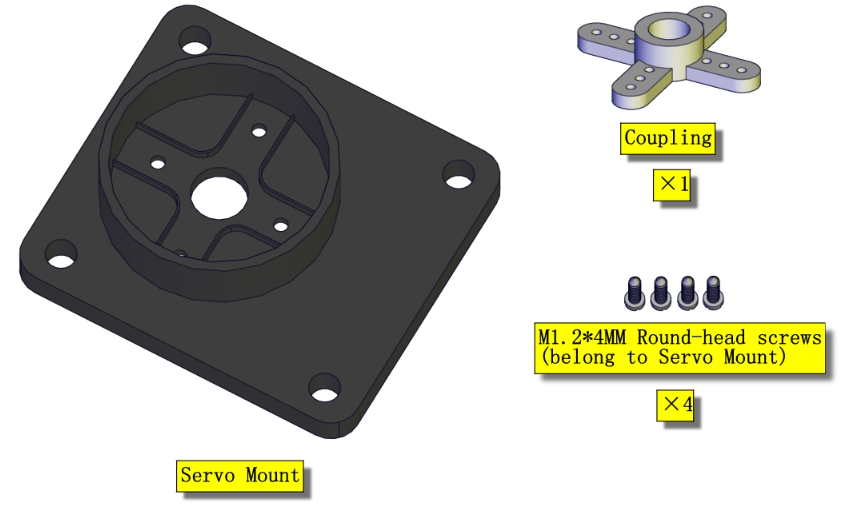 Coupling
×1
M1.2*4MM Round-head screws
(belong to Servo Mount)
×4
Servo Mount